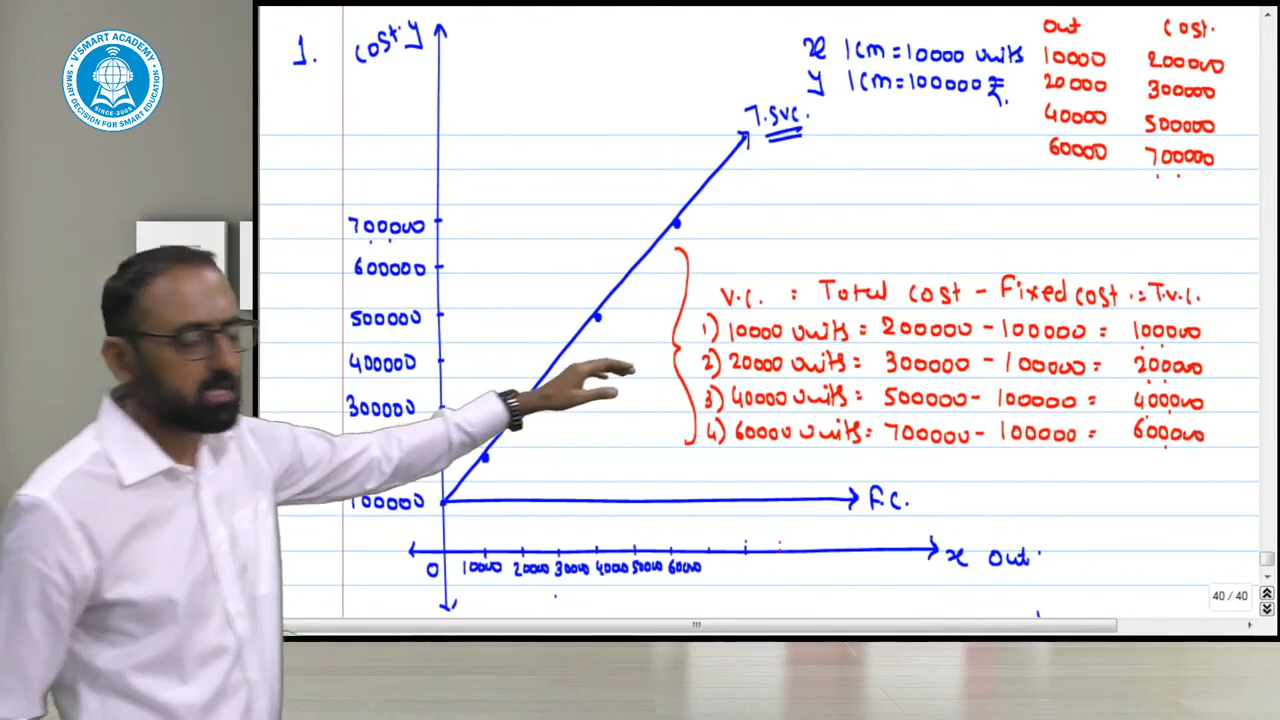 V'SMART ACADEMY
SMART DECISION FOR SMART EDUCATION
SINCE-2005
1.
Cost y
x 1cm = 10000 units
y 1cm = 100000 ₹.
Out Cost.
10000 200000
20000 300000
40000 500000
60000 700000
T.SVC.
700000
600000
500000
400000
300000
100000
V.C. = Total cost - Fixed cost = T.V.C.
1) 10000 units = 200000 - 100000 = 100000
2) 20000 units = 300000 - 100000 = 200000
3) 40000 units = 500000 - 100000 = 400000
4) 60000 units = 700000 - 100000 = 600000
F.C.
x Out.
0 10000 20000 30000 40000 50000 60000
40 / 40